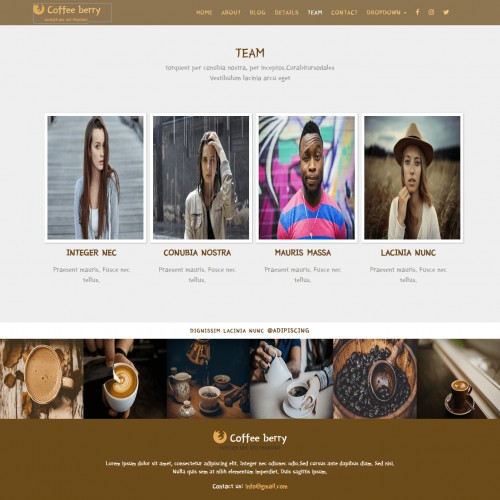 Coffee berry
HOME ABOUT BLOG DETAILS TEAM CONTACT DROPDOWN
TEAM
torquent per conubia nostra, per inceptos.Curabitursodales
Vestibulum lacinia arcu eget
INTEGER NEC CONUBIA NOSTRA MAURIS MASSA LACINIA NUNC
Praesent mauris. Fusce nec Praesent mauris. Fusce nec Praesent mauris. Fusce nec Praesent mauris. Fusce nec
tellus. tellus. tellus. tellus.
DIGNISSIM LACINIA NUNC @ADIPISCING
Coffee berry
Lorem ipsum dolor sit amet, consectetur adipiscing elit. Integer nec odionec odio.Sed cursus ante dapibus diam. Sed nisi.
Nulla quis sem at nibh elementum imperdiet. Duis sagittis ipsum.
Contact us: info@gmail.com